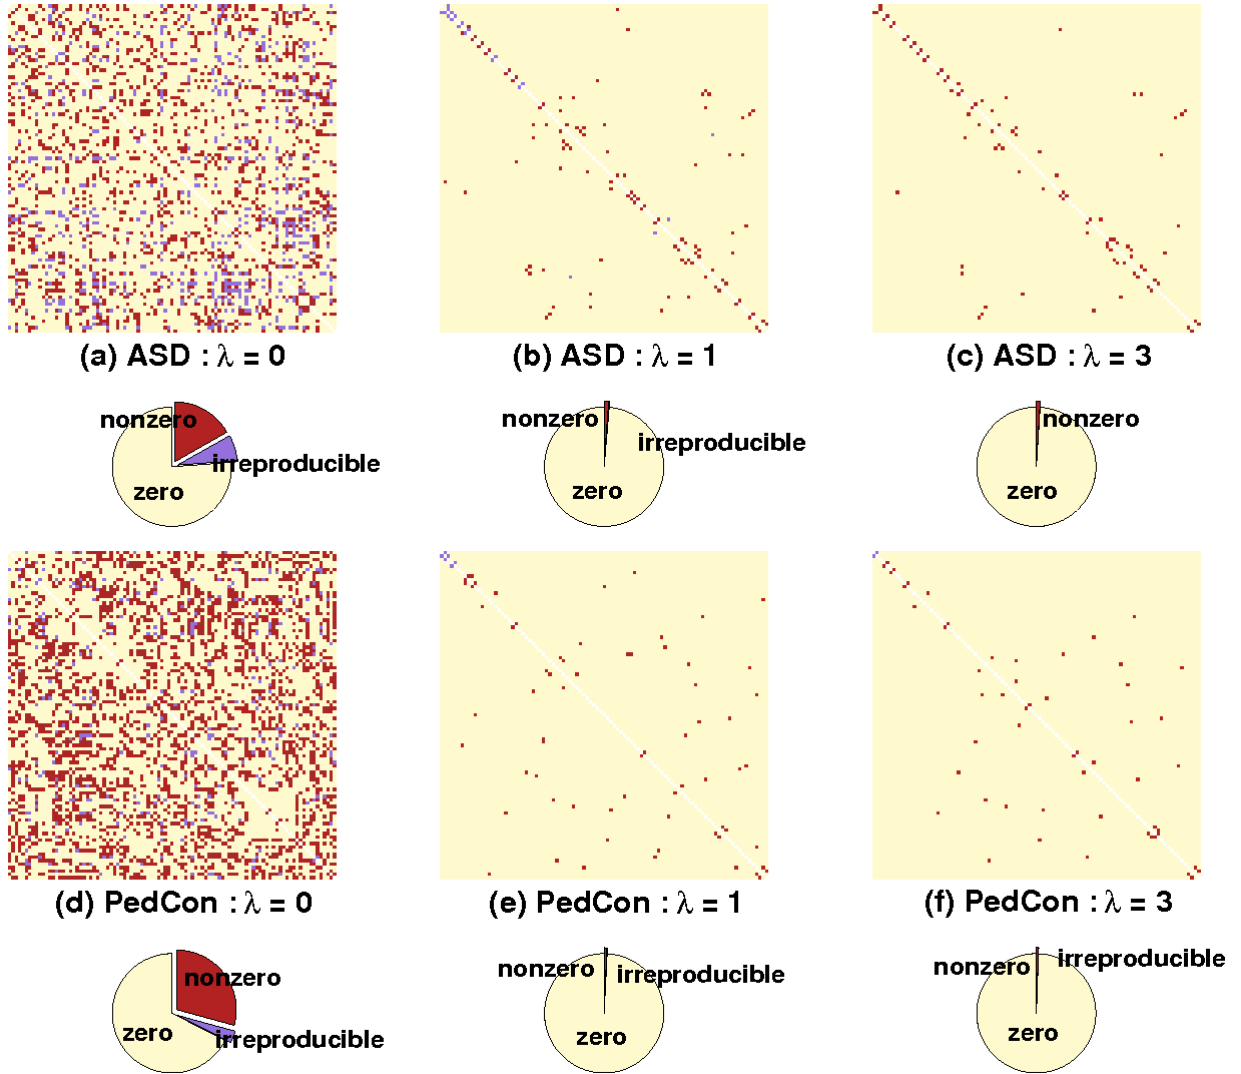 (a) ASD : λ = 0
(b) ASD : λ = 1
(c) ASD : λ = 3
nonzero
irreproducible
zero
nonzero
irreproducible
zero
nonzero
zero
(d) PedCon : λ = 0
(e) PedCon : λ = 1
(f) PedCon : λ = 3
nonzero
irreproducible
zero
nonzero
irreproducible
zero
nonzero
irreproducible
zero